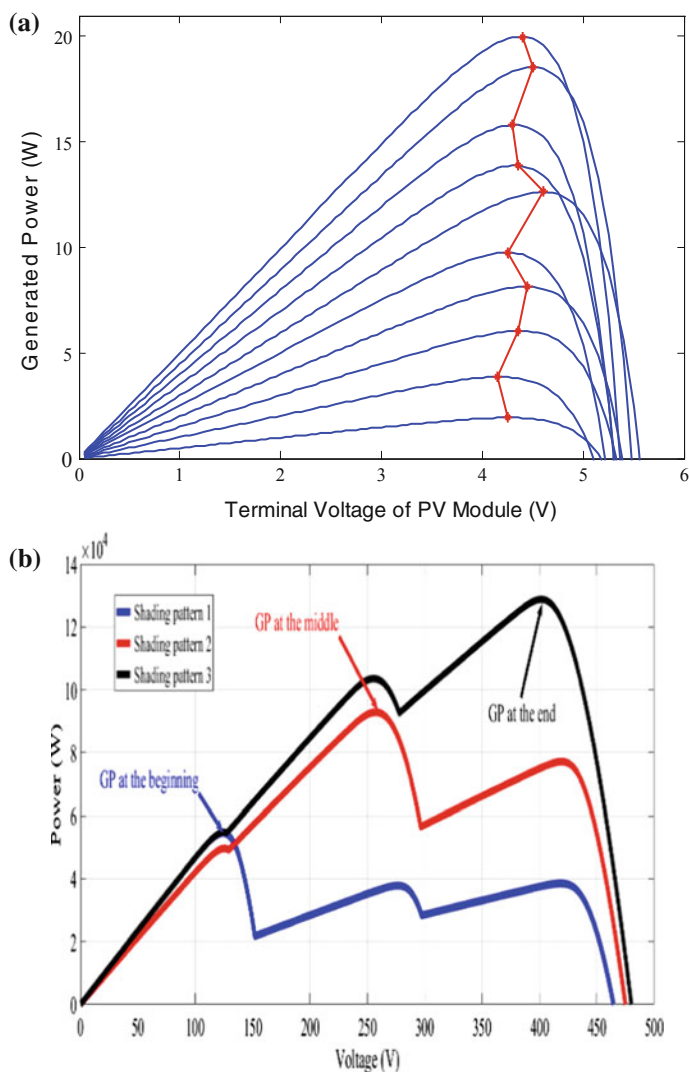 (a)
20
15
10
5
0
Generated Power (W)
0 1 2 3 4 5 6
Terminal Voltage of PV Module (V)
(b)
×10⁴
14
12
10
8
6
4
2
0
Power (W)
Shading pattern 1
Shading pattern 2
Shading pattern 3
GP at the middle
GP at the end
GP at the beginning
0 50 100 150 200 250 300 350 400 450 500
Voltage (V)